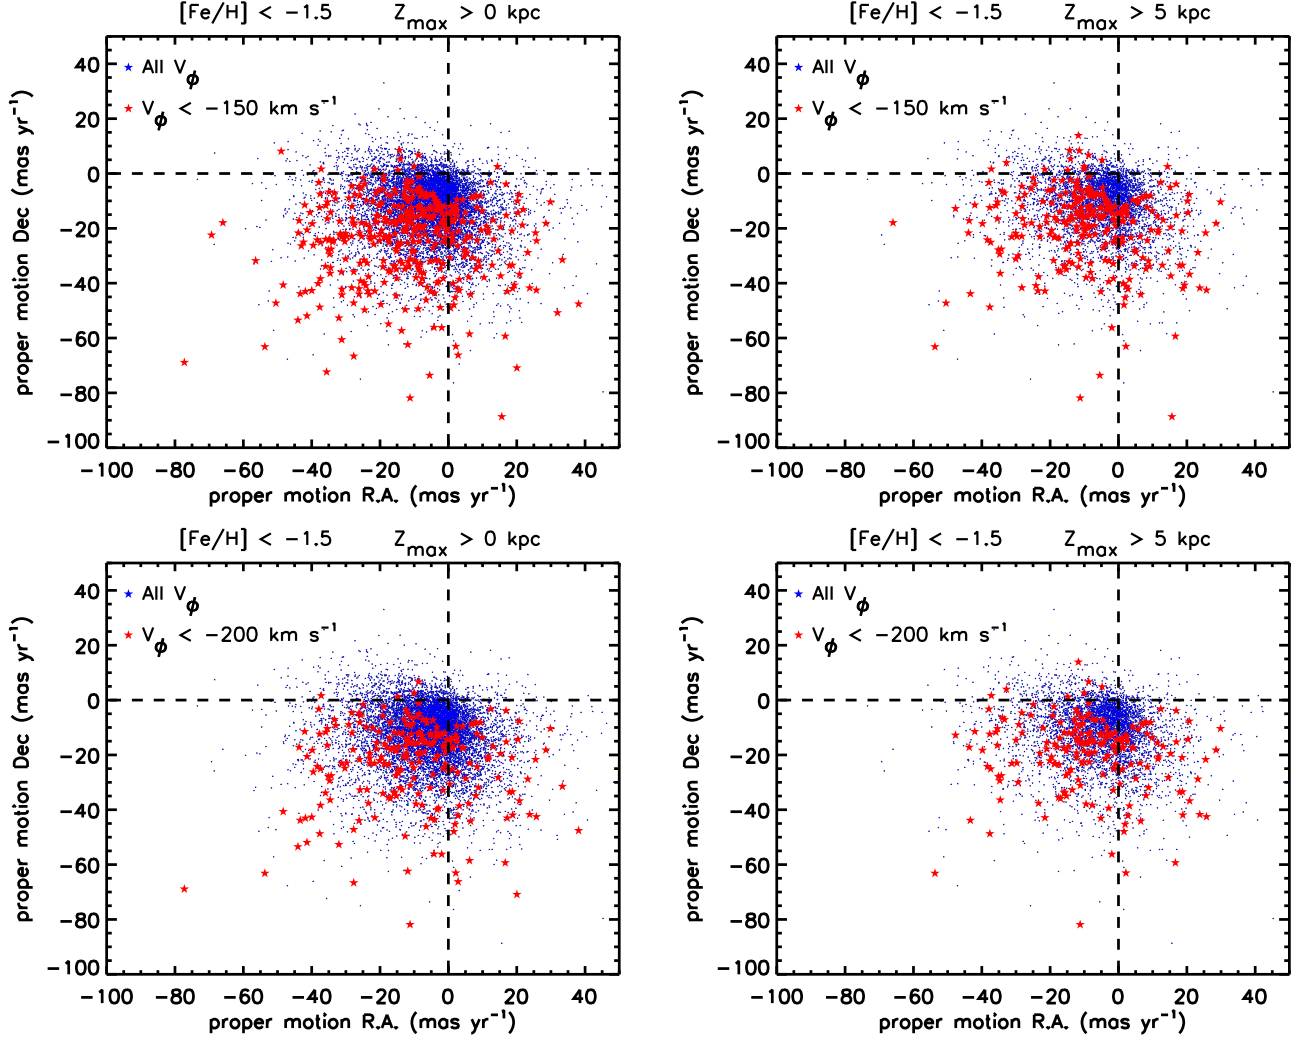 [Fe/H] < -1.5 Z_max > 0 kpc
★ All V_ϕ
★ V_ϕ < -150 km s⁻¹
proper motion Dec (mas yr⁻¹)
40
20
0
-20
-40
-60
-80
-100
-100 -80 -60 -40 -20 0 20 40
proper motion R.A. (mas yr⁻¹)
[Fe/H] < -1.5 Z_max > 5 kpc
★ All V_ϕ
★ V_ϕ < -150 km s⁻¹
proper motion Dec (mas yr⁻¹)
40
20
0
-20
-40
-60
-80
-100
-100 -80 -60 -40 -20 0 20 40
proper motion R.A. (mas yr⁻¹)
[Fe/H] < -1.5 Z_max > 0 kpc
★ All V_ϕ
★ V_ϕ < -200 km s⁻¹
proper motion Dec (mas yr⁻¹)
40
20
0
-20
-40
-60
-80
-100
-100 -80 -60 -40 -20 0 20 40
proper motion R.A. (mas yr⁻¹)
[Fe/H] < -1.5 Z_max > 5 kpc
★ All V_ϕ
★ V_ϕ < -200 km s⁻¹
proper motion Dec (mas yr⁻¹)
40
20
0
-20
-40
-60
-80
-100
-100 -80 -60 -40 -20 0 20 40
proper motion R.A. (mas yr⁻¹)